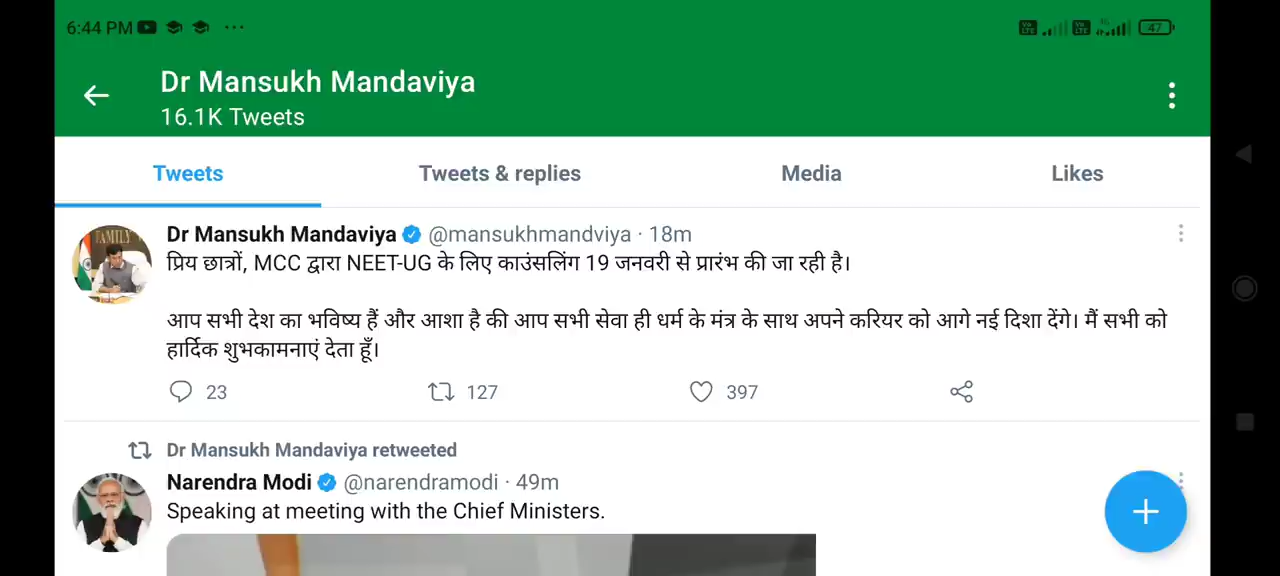 6:44 PM
47
Dr Mansukh Mandaviya
16.1K Tweets
Tweets
Tweets & replies
Media
Likes
Dr Mansukh Mandaviya @mansukhmandviya · 18m
प्रिय छात्रों, MCC द्वारा NEET-UG के लिए काउंसलिंग 19 जनवरी से प्रारंभ की जा रही है।
आप सभी देश का भविष्य हैं और आशा है की आप सभी सेवा ही धर्म के मंत्र के साथ अपने करियर को आगे नई दिशा देंगे। मैं सभी को
हार्दिक शुभकामनाएं देता हूँ।
23
127
397
Dr Mansukh Mandaviya retweeted
Narendra Modi @narendramodi · 49m
Speaking at meeting with the Chief Ministers.